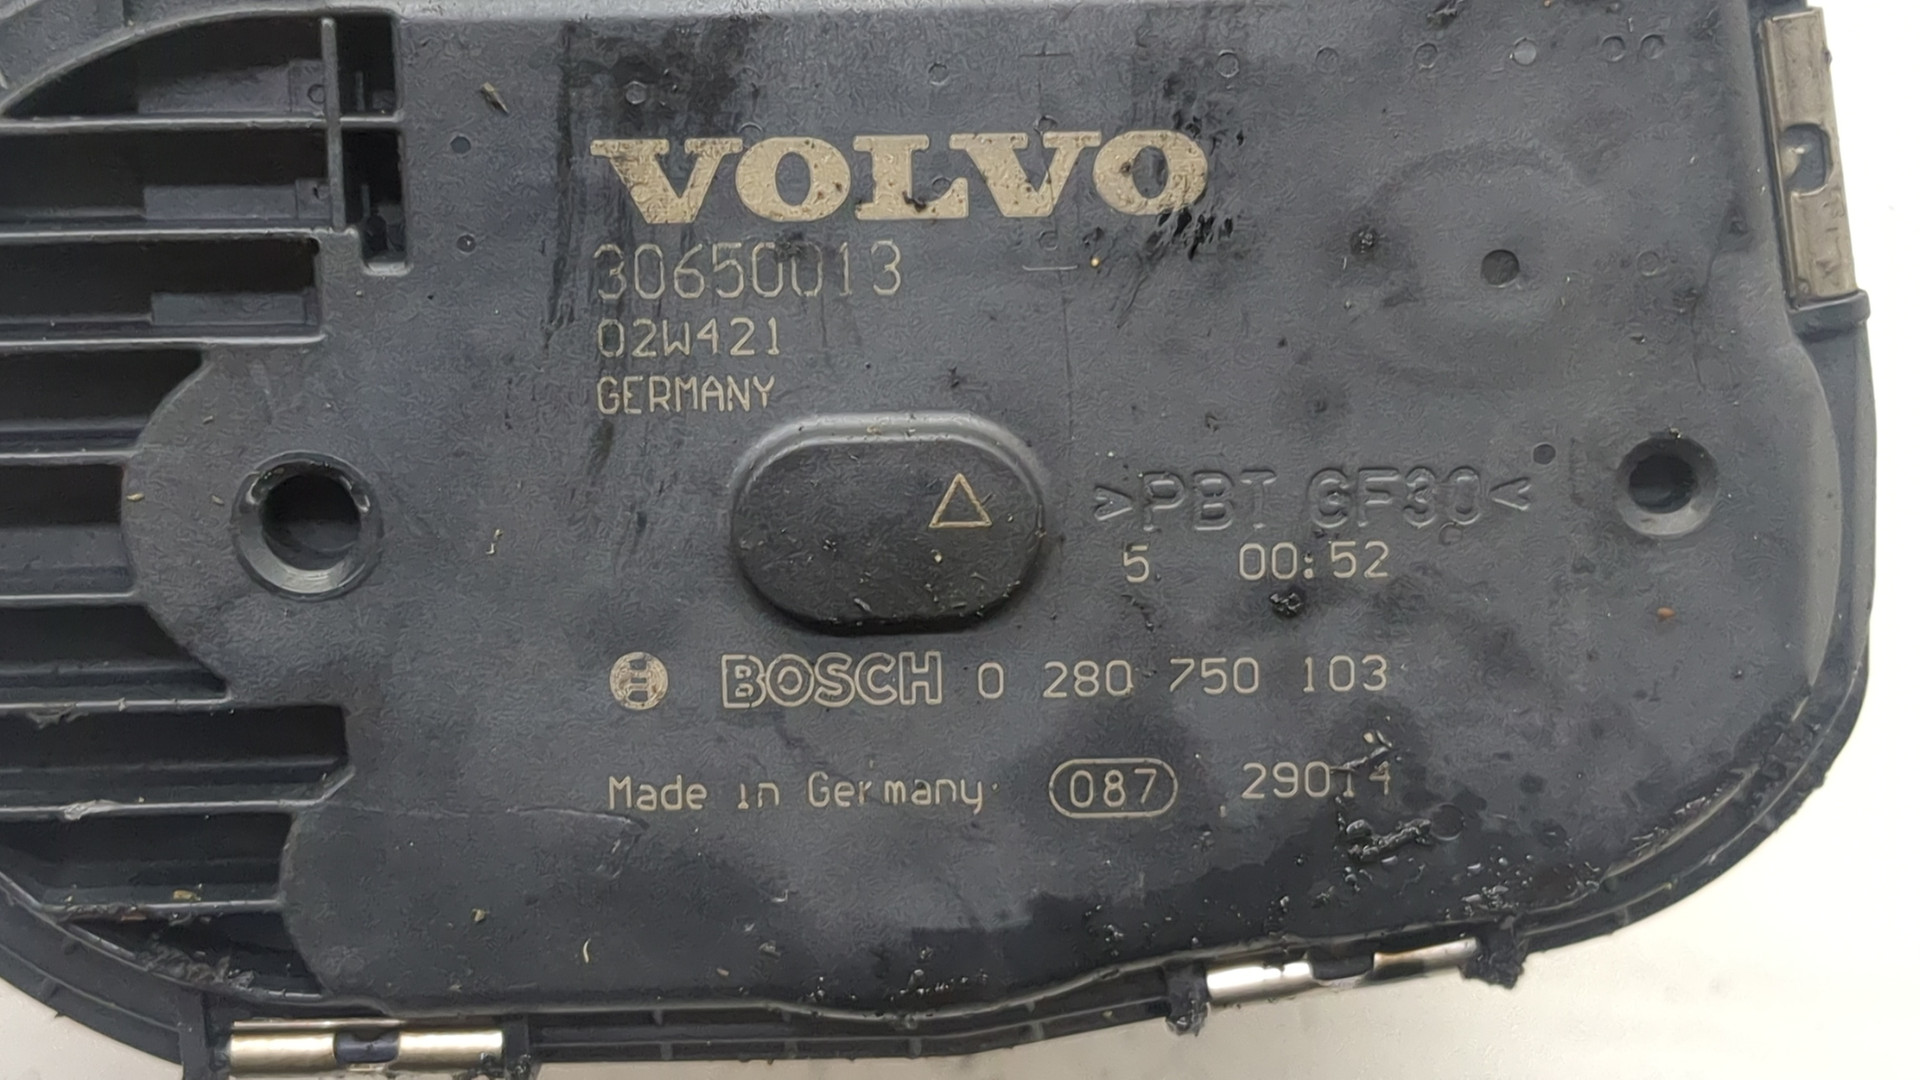 VOLVO
30650013
02W421
GERMANY
>PBT GF30<
5 00:52
BOSCH 0 280 750 103
Made in Germany 087 29014